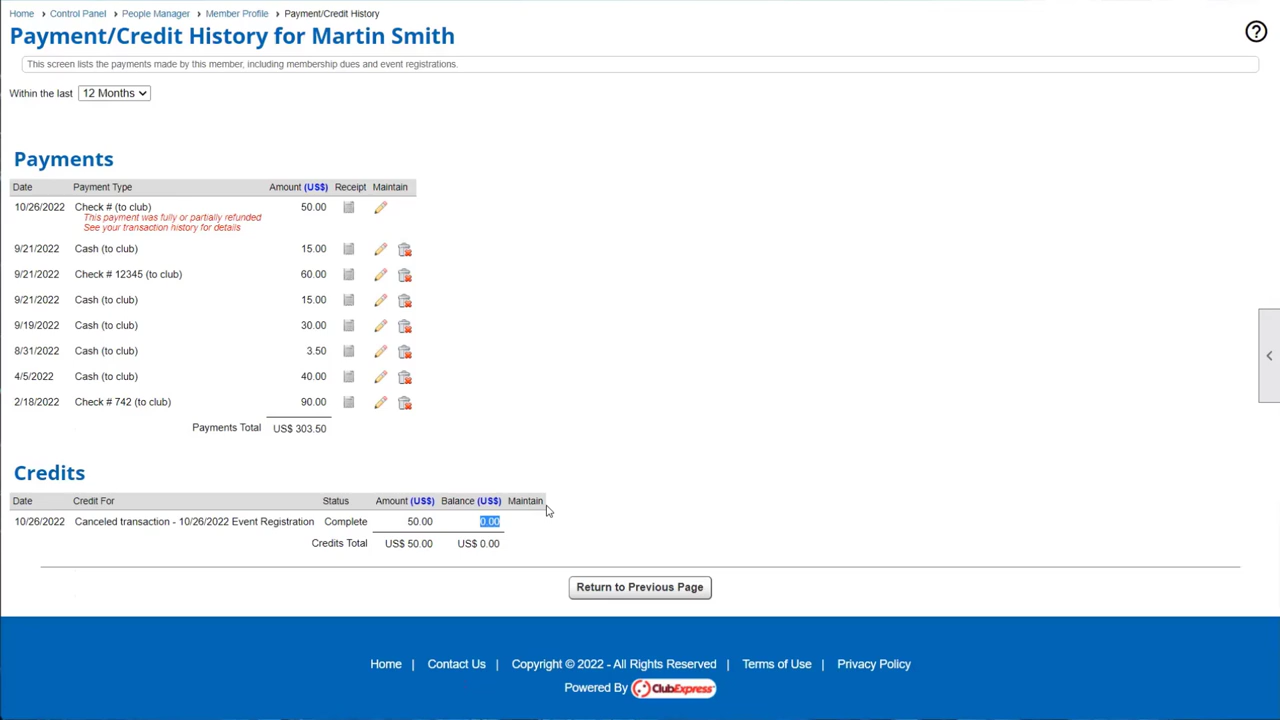 Home > Control Panel > People Manager > Member Profile > Payment/Credit History
Payment/Credit History for Martin Smith
This screen lists the payments made by this member, including membership dues and event registrations.
Within the last 12 Months
Payments
Date Payment Type Amount (US$) Receipt Maintain
10/26/2022 Check # (to club) 50.00
This payment was fully or partially refunded
See your transaction history for details
9/21/2022 Cash (to club) 15.00
9/21/2022 Check # 12345 (to club) 60.00
9/21/2022 Cash (to club) 15.00
9/19/2022 Cash (to club) 30.00
8/31/2022 Cash (to club) 3.50
4/5/2022 Cash (to club) 40.00
2/18/2022 Check # 742 (to club) 90.00
Payments Total US$ 303.50
Credits
Date Credit For Status Amount (US$) Balance (US$) Maintain
10/26/2022 Canceled transaction - 10/26/2022 Event Registration Complete 50.00 0.00
Credits Total US$ 50.00 US$ 0.00
Return to Previous Page
Home | Contact Us | Copyright © 2022 - All Rights Reserved | Terms of Use | Privacy Policy
Powered By ClubExpress